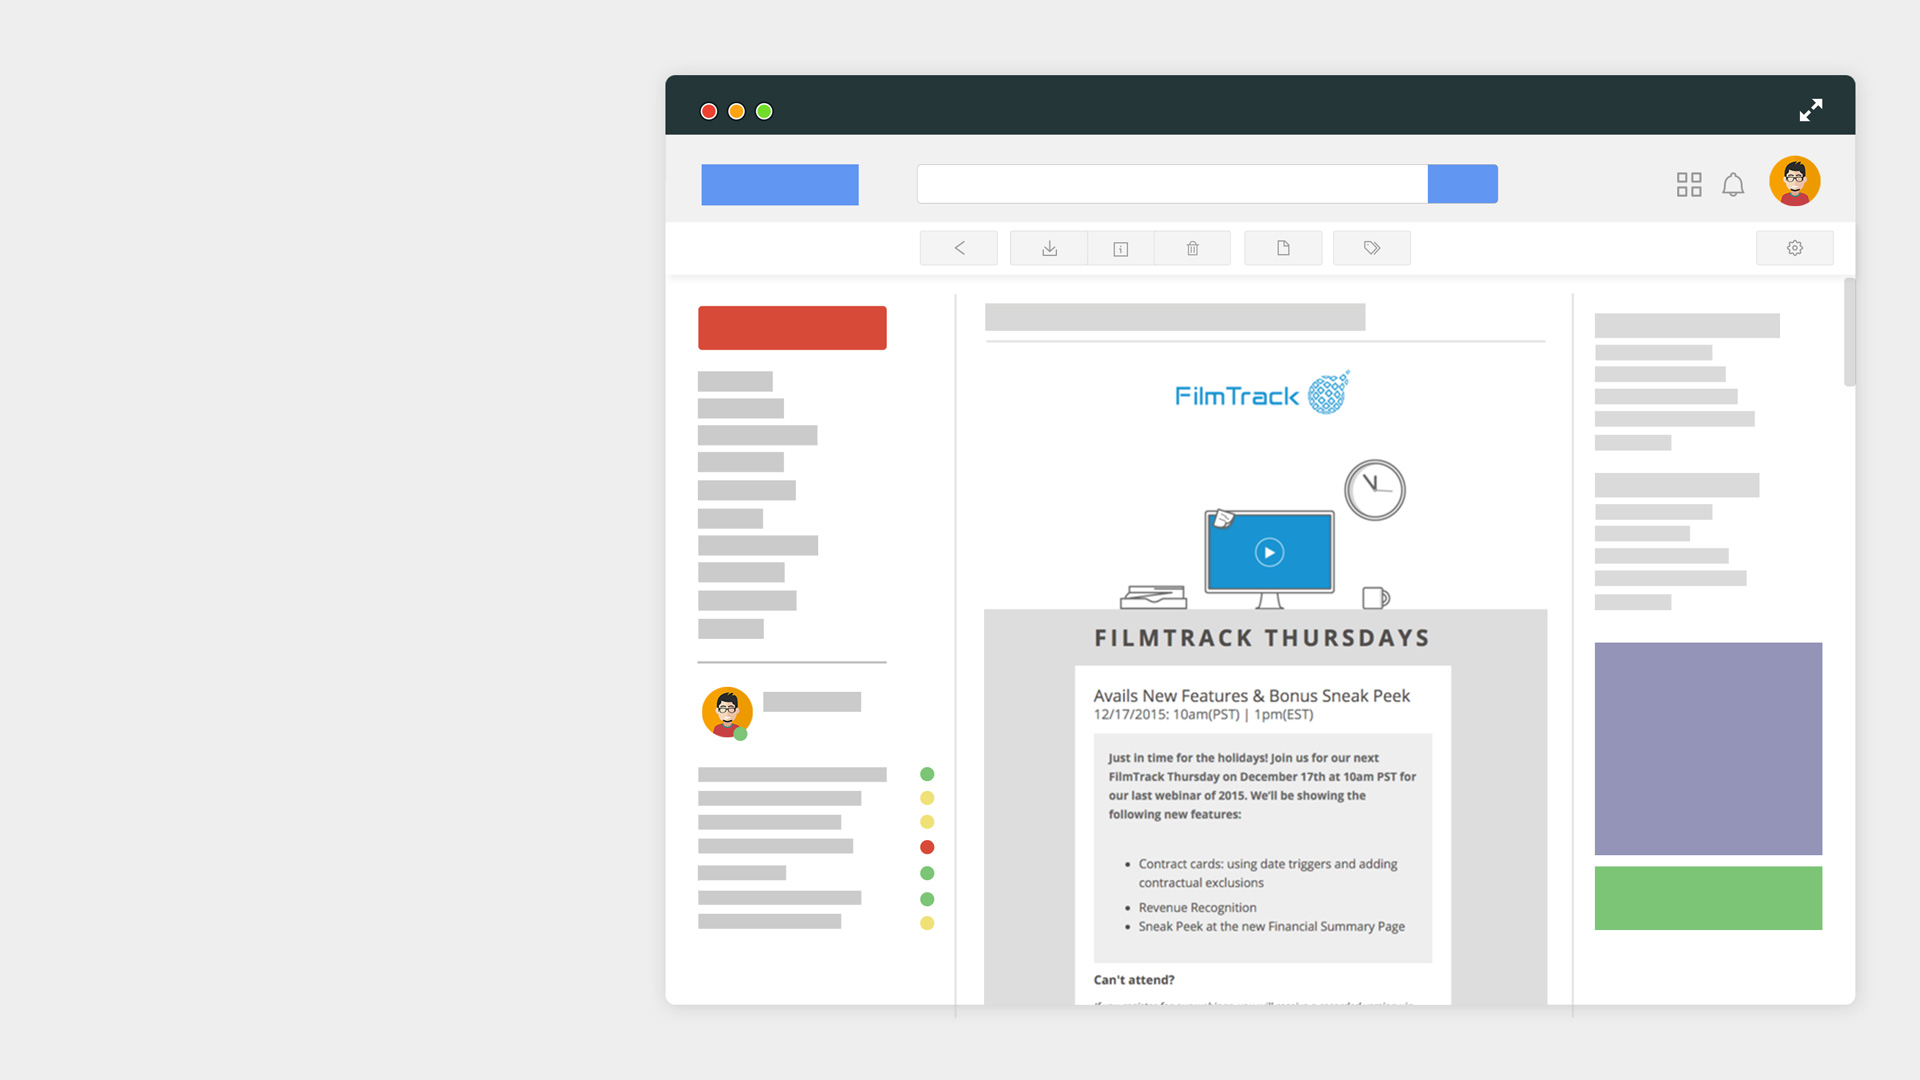 FilmTrack
FILMTRACK THURSDAYS
Avails New Features & Bonus Sneak Peek
12/17/2015: 10am(PST) | 1pm(EST)
Just in time for the holidays! Join us for our next
FilmTrack Thursday on December 17th at 10am PST for
our last webinar of 2015. We'll be showing the
following new features:
• Contract cards: using date triggers and adding
contractual exclusions
• Revenue Recognition
• Sneak Peek at the new Financial Summary Page
Can't attend?